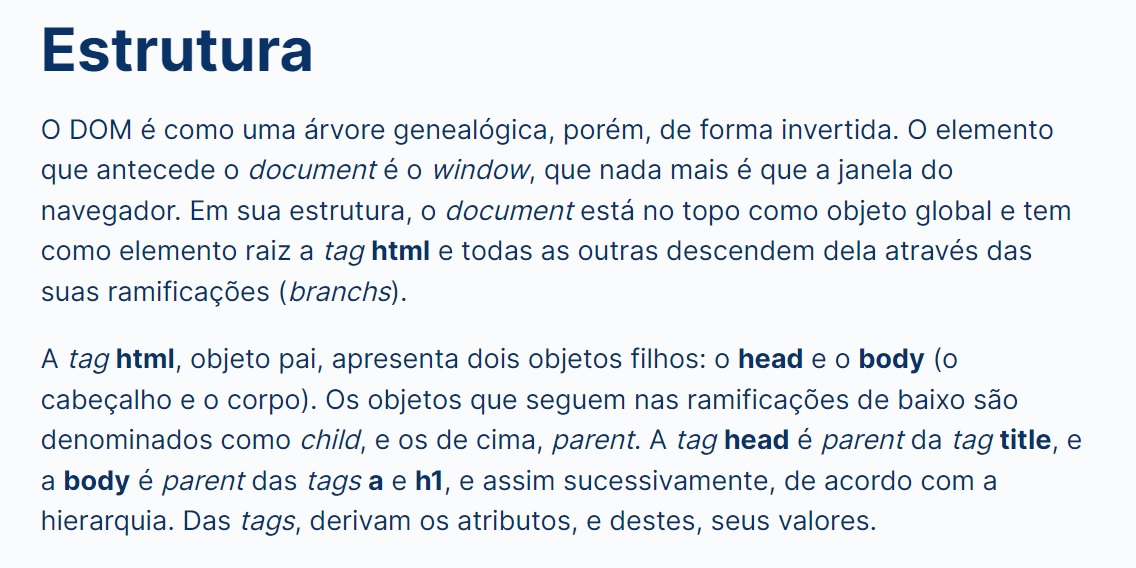 Estrutura
O DOM é como uma árvore genealógica, porém, de forma invertida. O elemento
que antecede o document é o window, que nada mais é que a janela do
navegador. Em sua estrutura, o document está no topo como objeto global e tem
como elemento raiz a tag html e todas as outras descendem dela através das
suas ramificações (branchs).
A tag html, objeto pai, apresenta dois objetos filhos: o head e o body (o
cabeçalho e o corpo). Os objetos que seguem nas ramificações de baixo são
denominados como child, e os de cima, parent. A tag head é parent da tag title, e
a body é parent das tags a e h1, e assim sucessivamente, de acordo com a
hierarquia. Das tags, derivam os atributos, e destes, seus valores.